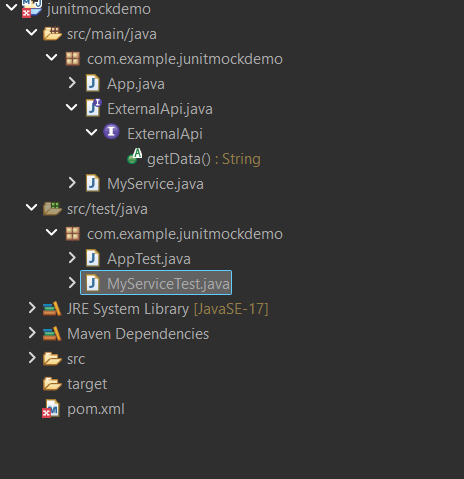 junitmockdemo
src/main/java
com.example.junitmockdemo
App.java
ExternalApi.java
ExternalApi
getData() : String
MyService.java
src/test/java
com.example.junitmockdemo
AppTest.java
MyServiceTest.java
JRE System Library [JavaSE-17]
Maven Dependencies
src
target
pom.xml